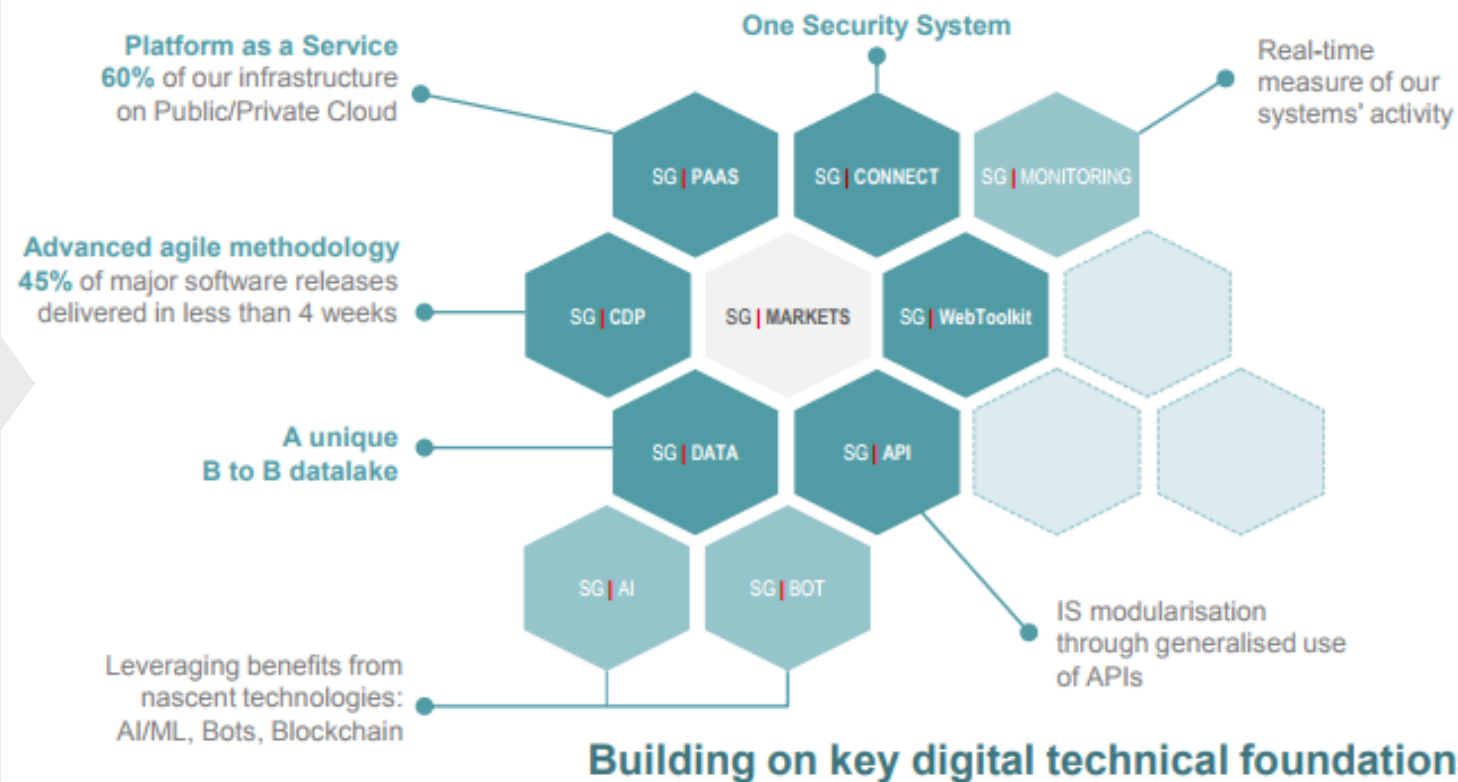 One Security System
Platform as a Service
60% of our infrastructure
on Public/Private Cloud
Real-time
measure of our
systems' activity
SG | PAAS
SG | CONNECT
SG | MONITORING
Advanced agile methodology
45% of major software releases
delivered in less than 4 weeks
SG | CDP
SG | MARKETS
SG | WebToolkit
A unique
B to B datalake
SG | DATA
SG | API
SG | AI
SG | BOT
IS modularisation
through generalised use
of APIs
Leveraging benefits from
nascent technologies:
AI/ML, Bots, Blockchain
Building on key digital technical foundation